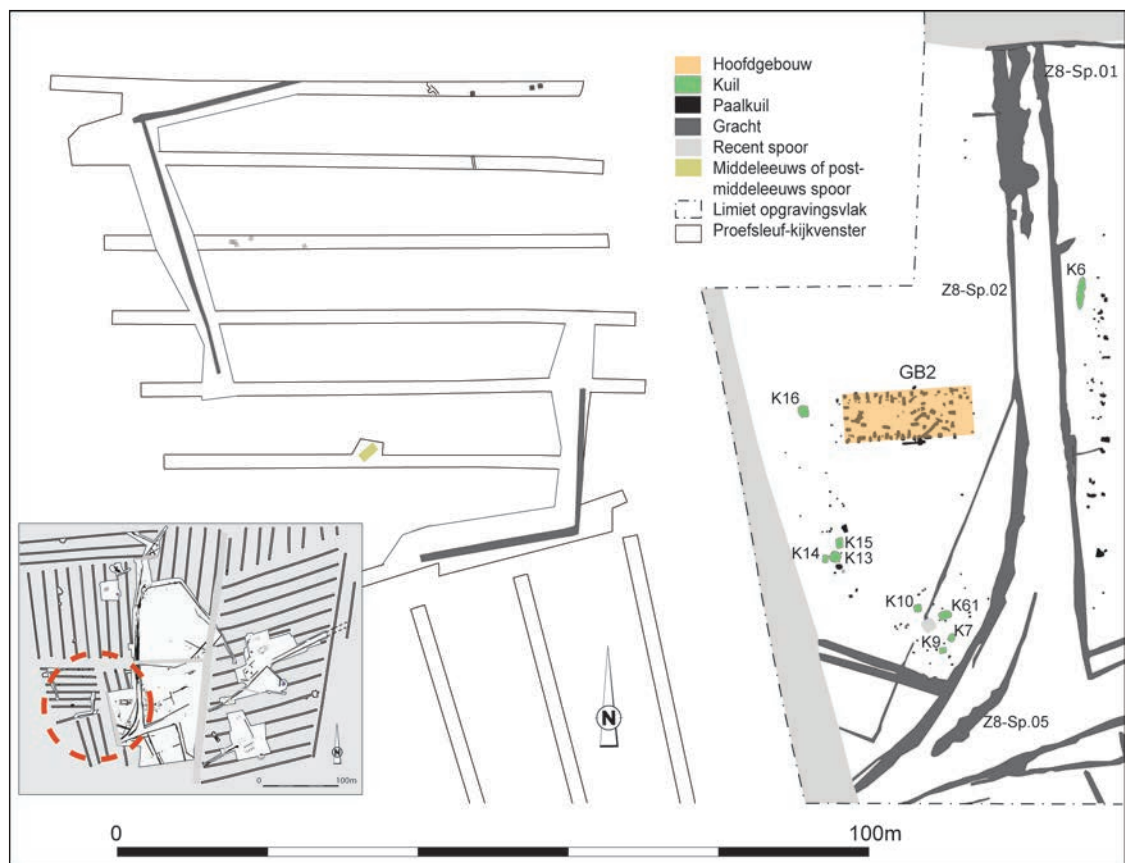 Hoofdgebouw
Kuil
Paalkuil
Gracht
Recent spoor
Middeleeuws of post-
middeleeuws spoor
Limiet opgravingsvlak
Proefsleuf-kijkvenster
Z8-Sp.01
K6
Z8-Sp.02
GB2
K16
K15
K14
K13
K10
K61
K7
K9
Z8-Sp.05
N
N
0
100m
0
100m